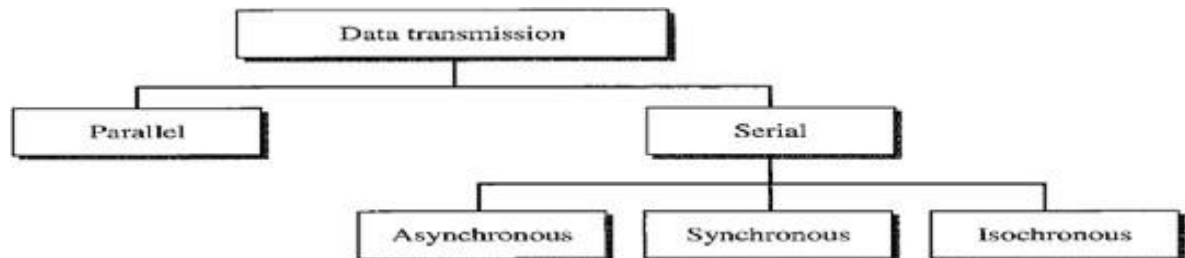 Data transmission
Parallel
Serial
Asynchronous
Synchronous
Isochronous